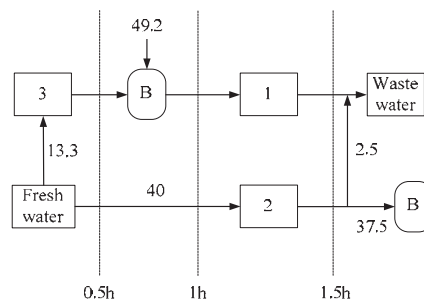 49.2
3
B
1
Waste
water
13.3
2.5
Fresh
water
40
2
37.5
B
0.5h
1h
1.5h